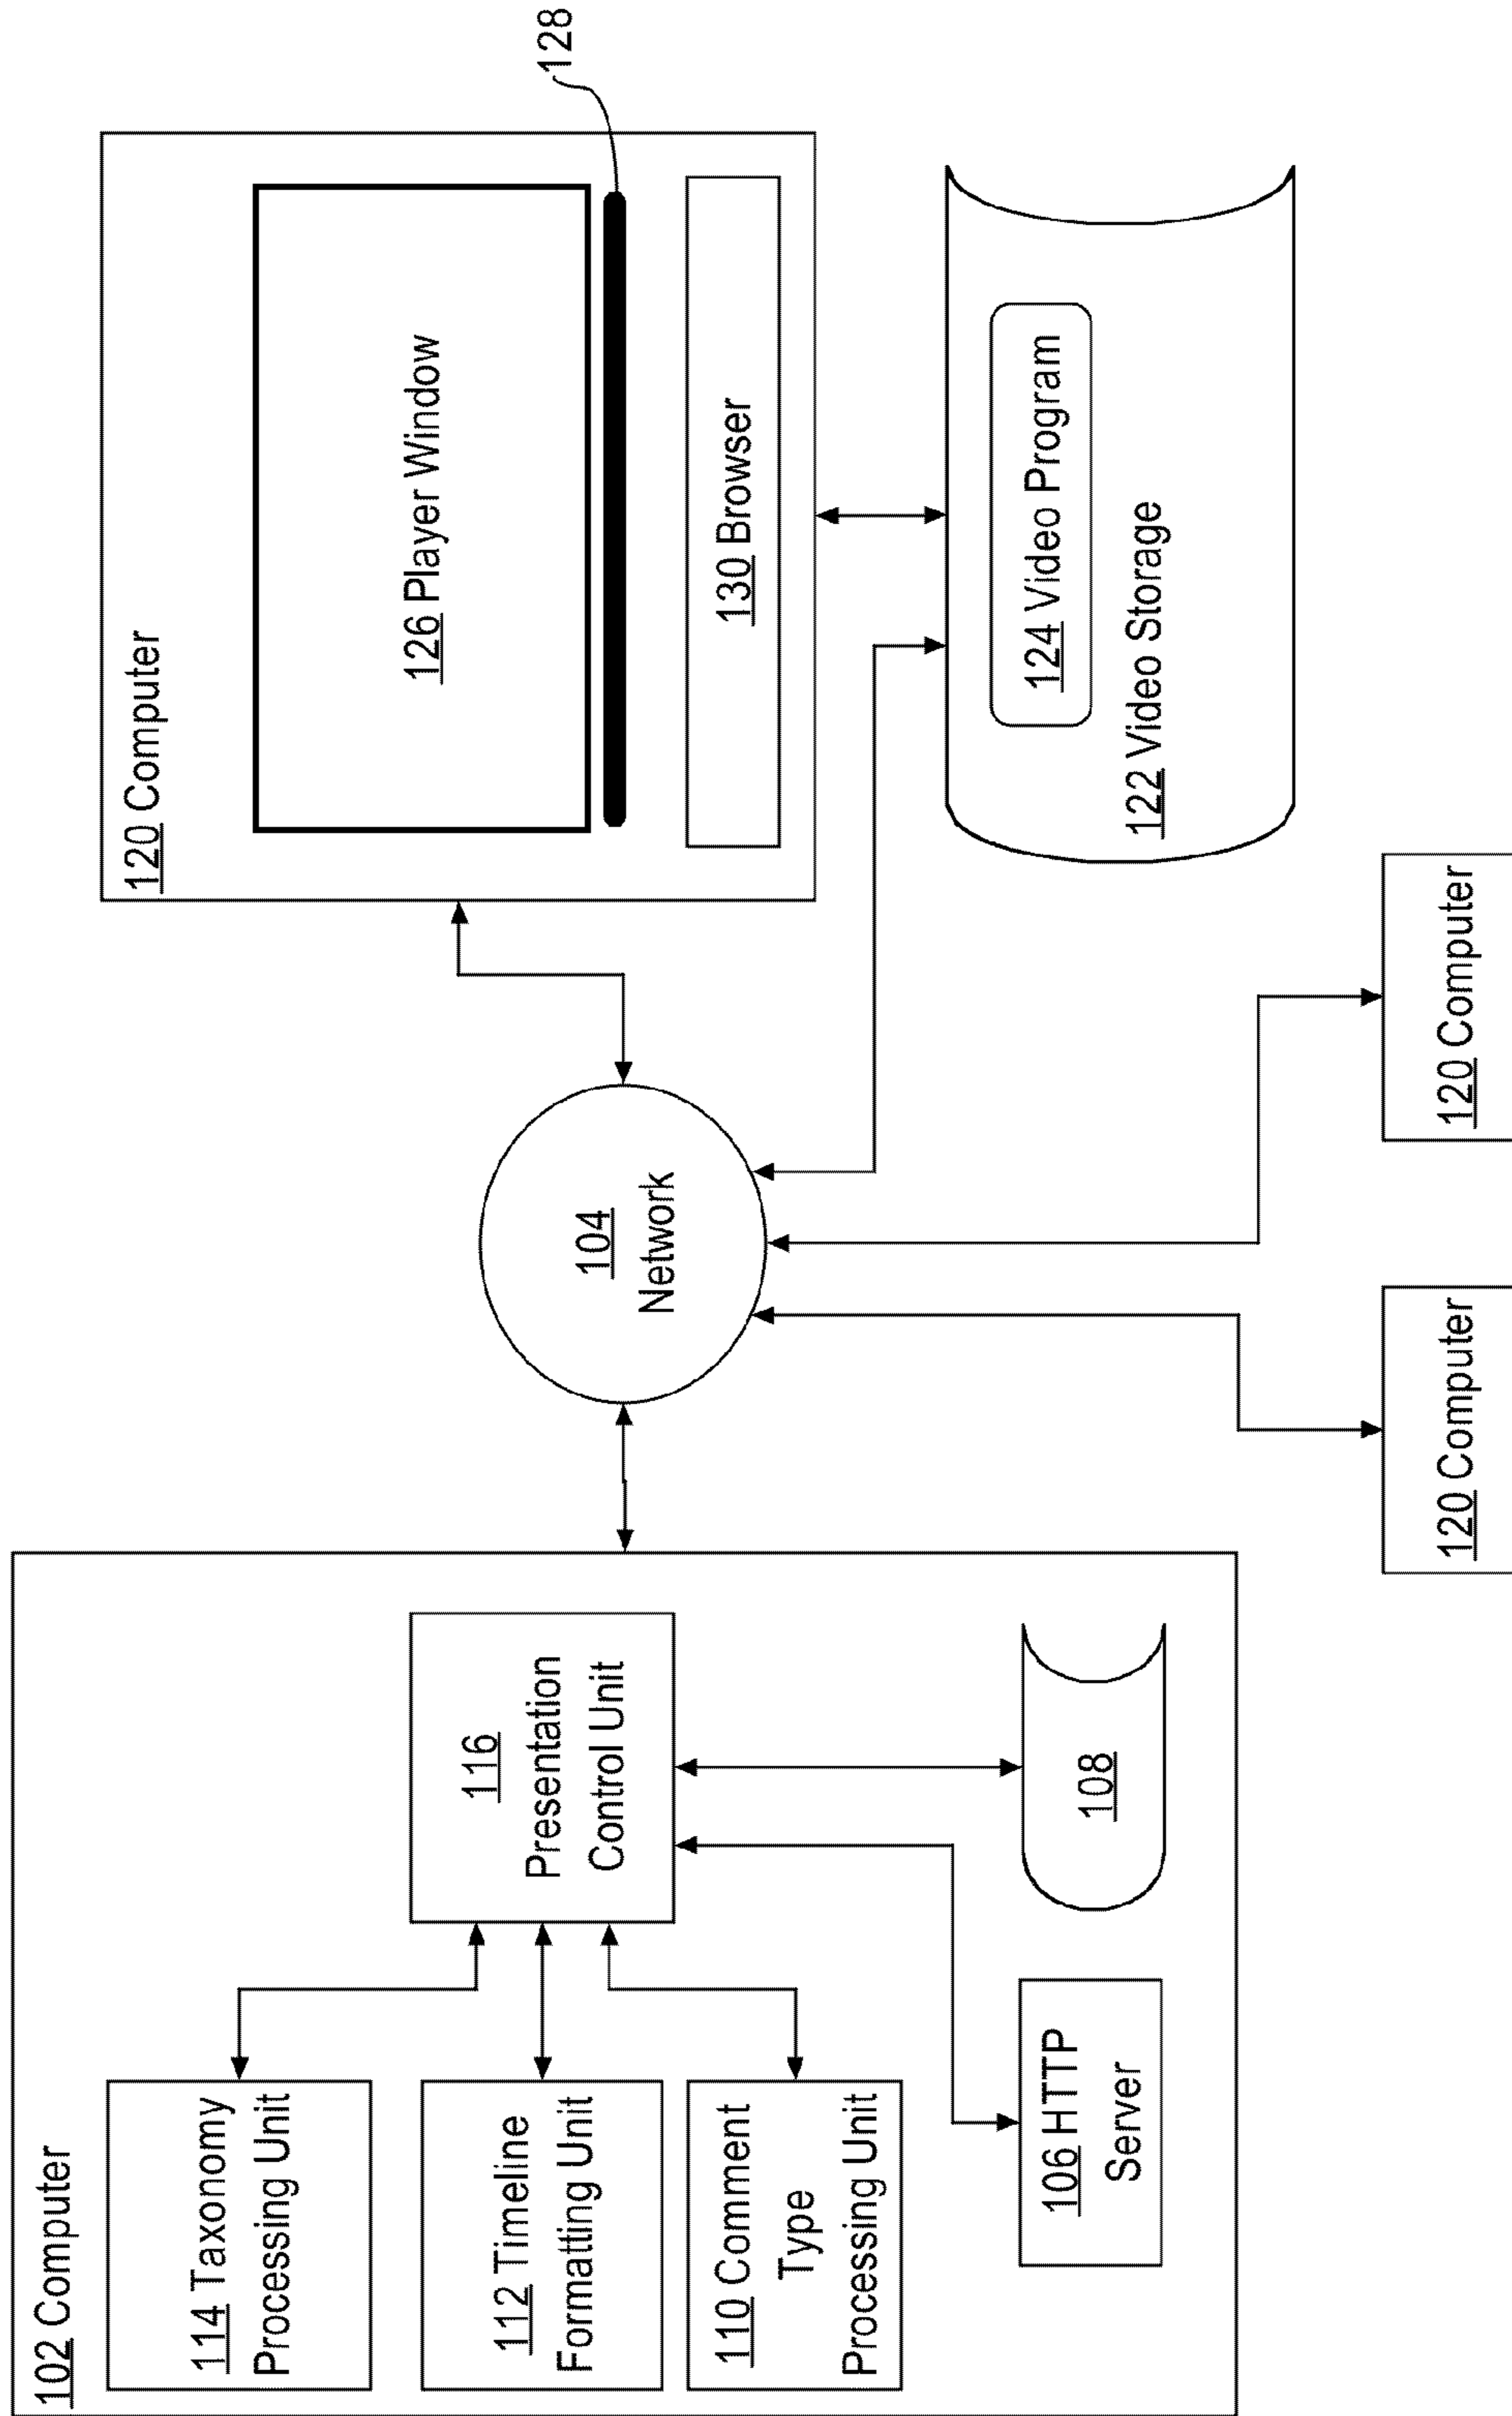 102 Computer
114 Taxonomy
Processing Unit
112 Timeline
Formatting Unit
110 Comment
Type
Processing Unit
116
Presentation
Control Unit
106 HTTP
Server
108
104
Network
120 Computer
126 Player Window
128
130 Browser
124 Video Program
122 Video Storage
120 Computer
120 Computer